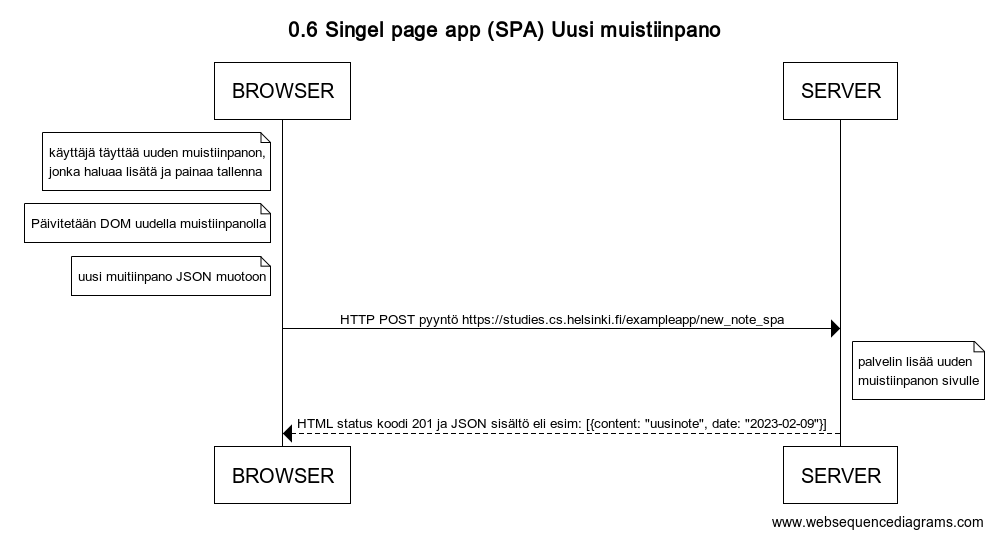 0.6 Singel page app (SPA) Uusi muistiinpano
BROWSER
SERVER
käyttäjä täyttää uuden muistiinpanon,
jonka haluaa lisätä ja painaa tallenna
Päivitetään DOM uudella muistiinpanolla
uusi muitiinpano JSON muotoon
HTTP POST pyyntö https://studies.cs.helsinki.fi/exampleapp/new_note_spa
palvelin lisää uuden
muistiinpanon sivulle
HTML status koodi 201 ja JSON sisältö eli esim: [{content: "uusinote", date: "2023-02-09"}]
BROWSER
SERVER
www.websequencediagrams.com